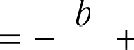 = − b +